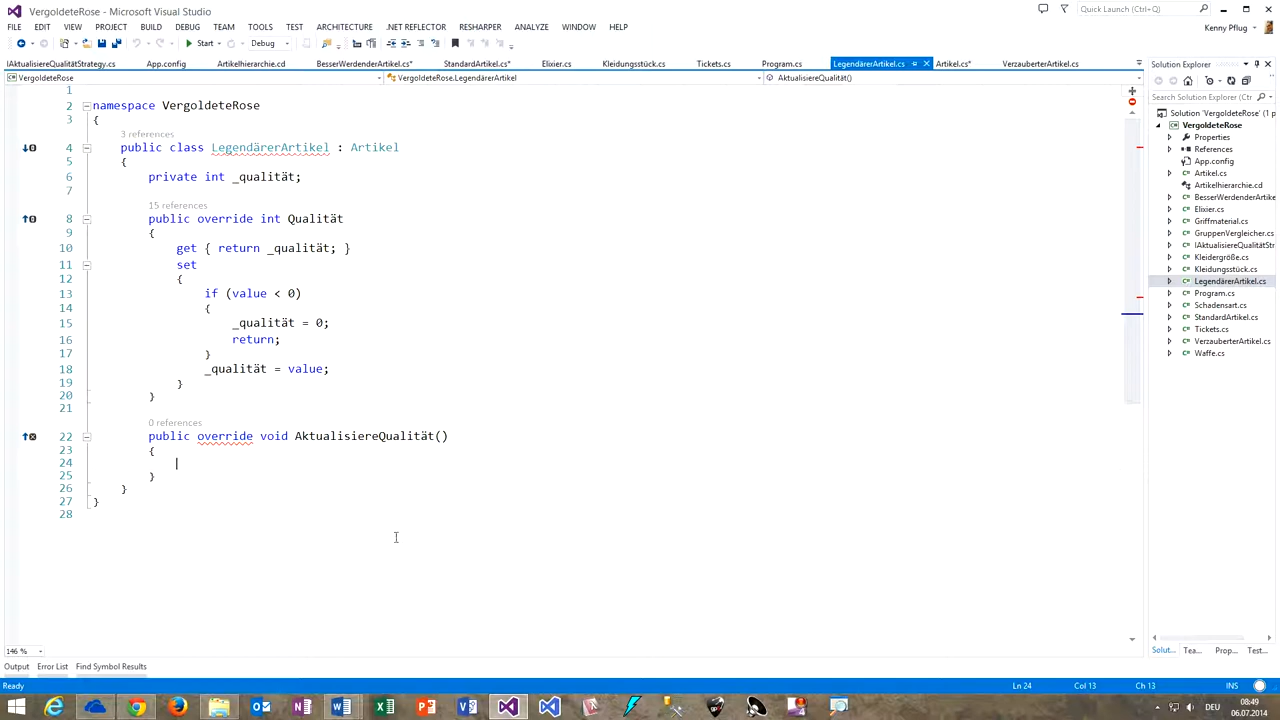 VergoldeteRose - Microsoft Visual Studio
Quick Launch (Ctrl+Q)
FILE EDIT VIEW PROJECT BUILD DEBUG TEAM TOOLS TEST ARCHITECTURE .NET REFLECTOR RESHARPER ANALYZE WINDOW HELP
Kenny Pflug
Start Debug
IAktualisiereQualitätStrategy.cs App.config Artikelhierarchie.cd BesserWerdenderArtikel.cs* StandardArtikel.cs* Elixier.cs Kleidungsstück.cs Tickets.cs Program.cs LegendärerArtikel.cs Artikel.cs* VerzauberterArtikel.cs
VergoldeteRose VergoldeteRose.LegendärerArtikel AktualisiereQualität()
1
2 namespace VergoldeteRose
3 {
3 references
4 public class LegendärerArtikel : Artikel
5 {
6 private int _qualität;
7
15 references
8 public override int Qualität
9 {
10 get { return _qualität; }
11 set
12 {
13 if (value < 0)
14 {
15 _qualität = 0;
16 return;
17 }
18 _qualität = value;
19 }
20 }
21
0 references
22 public override void AktualisiereQualität()
23 {
24
25 }
26 }
27 }
28
146 %
Solution Explorer
Search Solution Explorer (Ctrl
Solution 'VergoldeteRose' (1 p
VergoldeteRose
Properties
References
App.config
Artikel.cs
Artikelhierarchie.cd
BesserWerdenderArtike
Elixier.cs
Griffmaterial.cs
GruppenVergleicher.cs
IAktualisiereQualitätStr
Kleidergröße.cs
Kleidungsstück.cs
LegendärerArtikel.cs
Program.cs
Schadensart.cs
StandardArtikel.cs
Tickets.cs
VerzauberterArtikel.cs
Waffe.cs
Solut... Tea... Prop... Test...
Output Error List Find Symbol Results
Ready Ln 24 Col 13 Ch 13 INS
DEU
08:49
06.07.2014